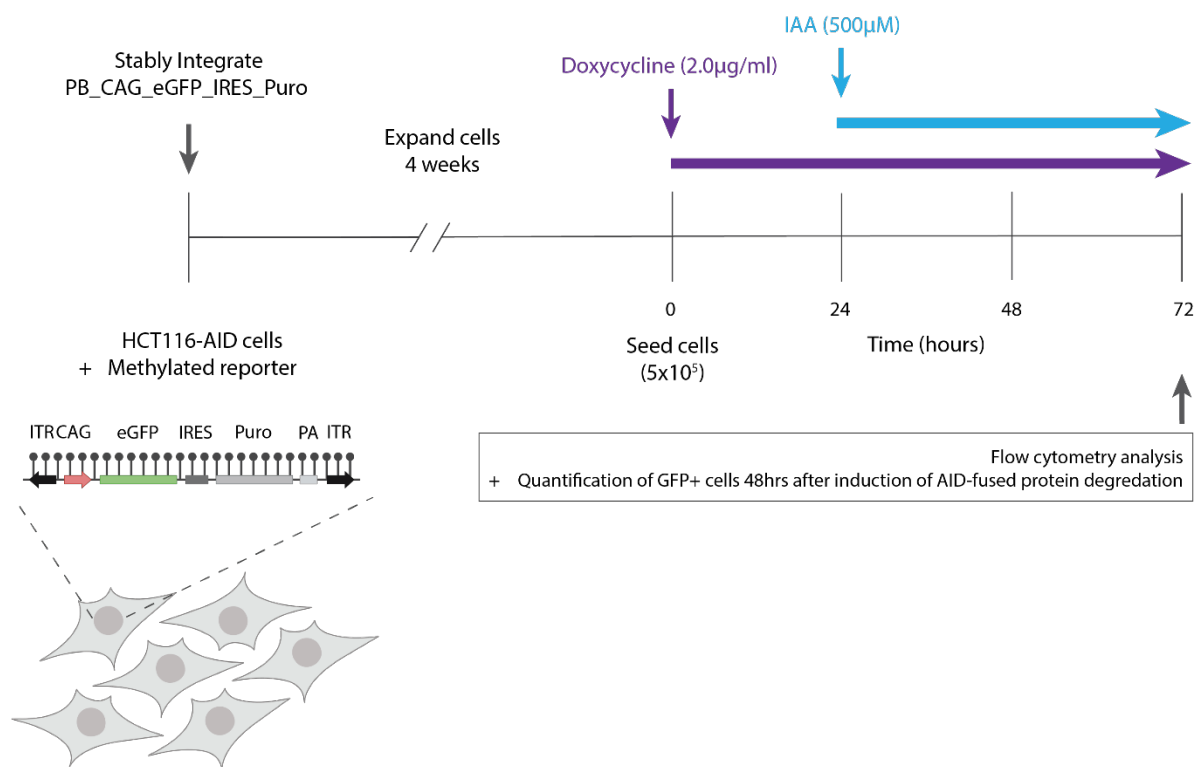 IAA (500μM)
Stably Integrate
PB_CAG_eGFP_IRES_Puro
Doxycycline (2.0μg/ml)
Expand cells
4 weeks
0
24
48
72
Seed cells
(5x10⁵)
Time (hours)
HCT116-AID cells
+ Methylated reporter
ITR CAG eGFP IRES Puro PA ITR
Flow cytometry analysis
+ Quantification of GFP+ cells 48hrs after induction of AID-fused protein degredation